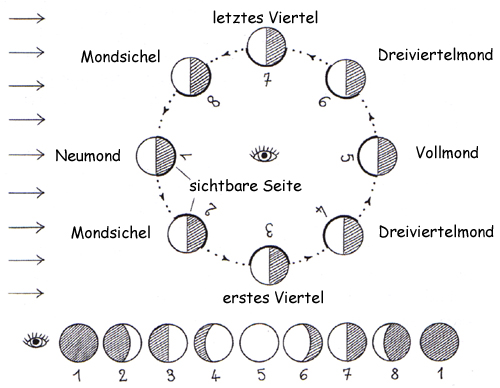 letztes Viertel
Mondsichel
Dreiviertelmond
7
8
6
Neumond
1
5
Vollmond
sichtbare Seite
2
4
Mondsichel
3
Dreiviertelmond
erstes Viertel
1 2 3 4 5 6 7 8 1